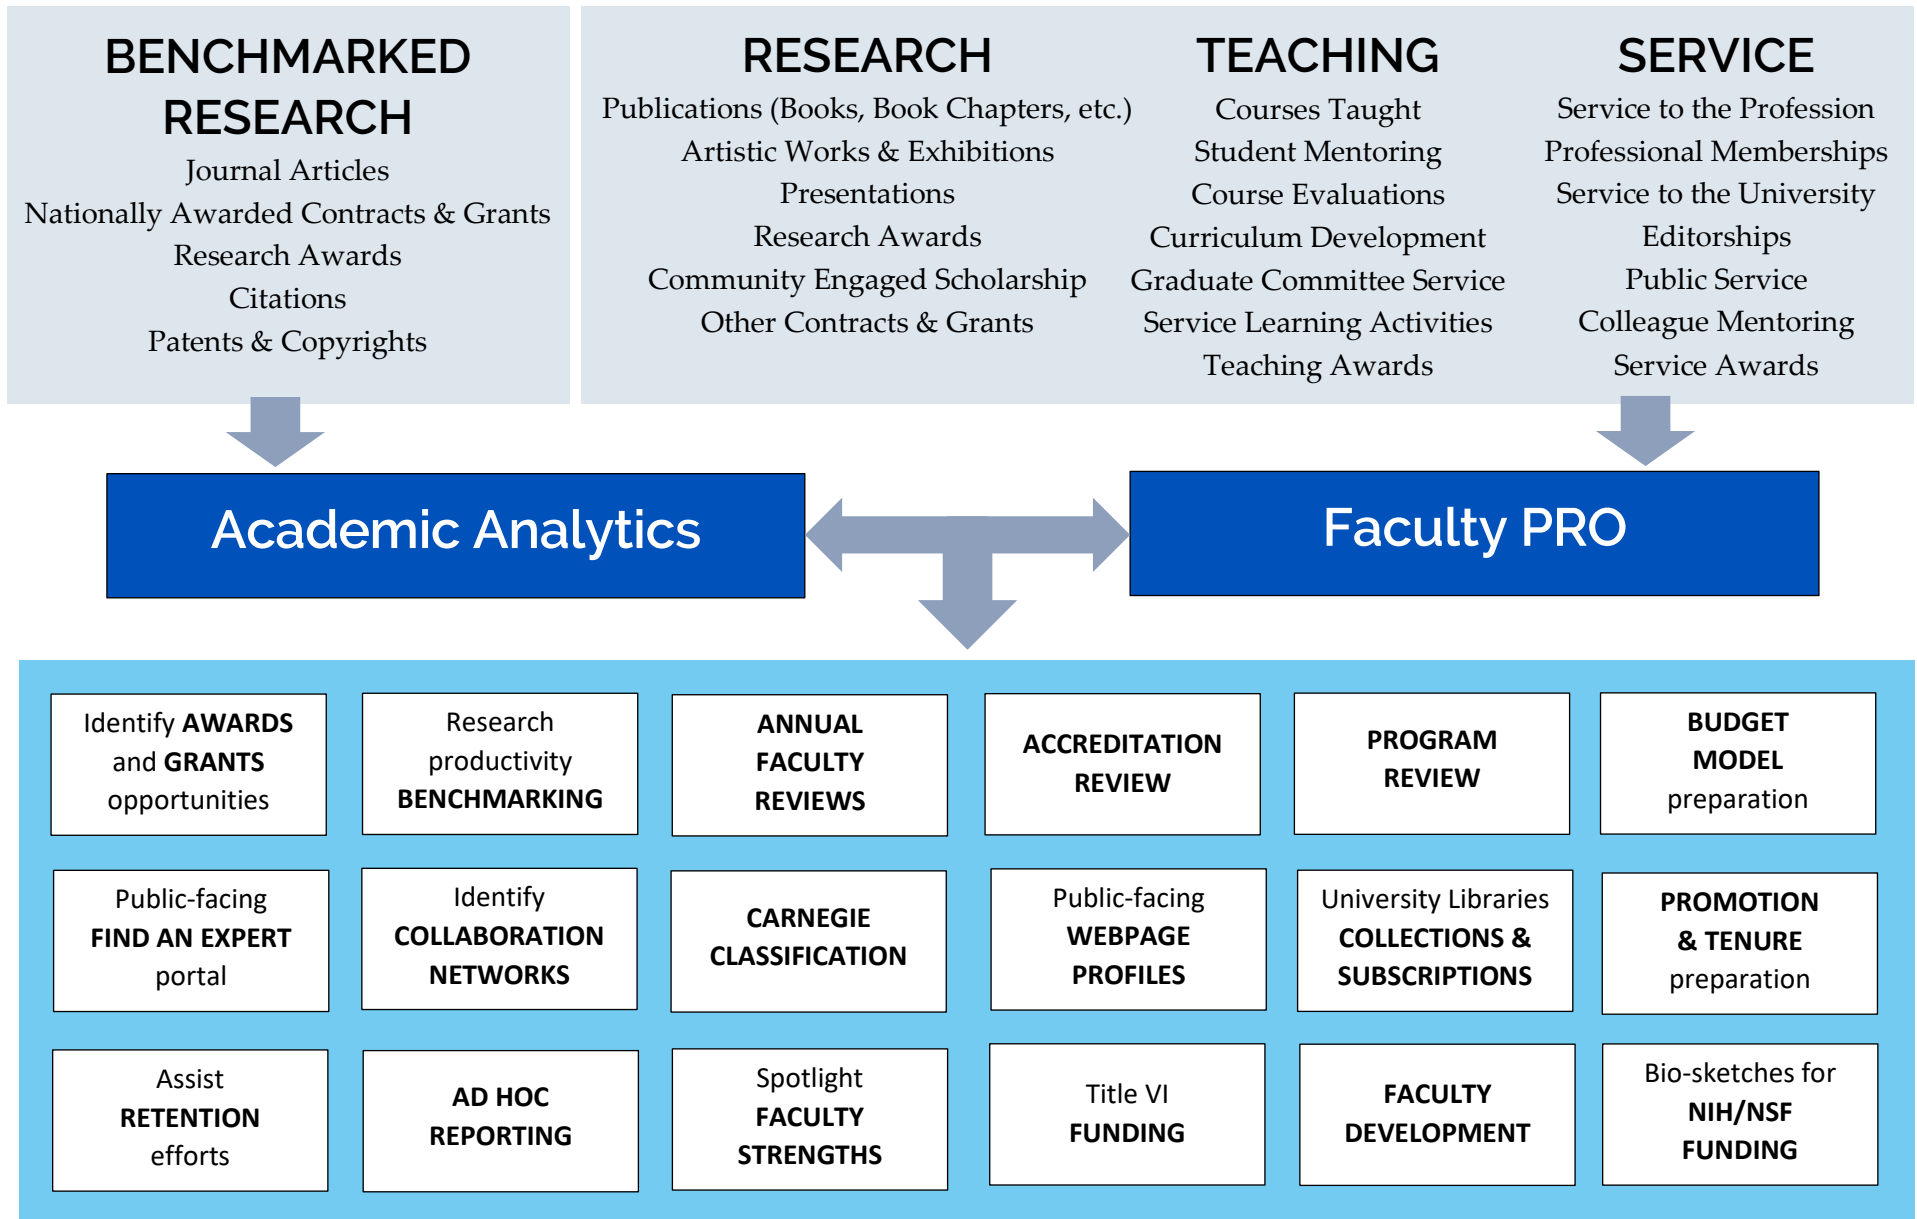 BENCHMARKED
RESEARCH
Journal Articles
Nationally Awarded Contracts & Grants
Research Awards
Citations
Patents & Copyrights
RESEARCH
Publications (Books, Book Chapters, etc.)
Artistic Works & Exhibitions
Presentations
Research Awards
Community Engaged Scholarship
Other Contracts & Grants
TEACHING
Courses Taught
Student Mentoring
Course Evaluations
Curriculum Development
Graduate Committee Service
Service Learning Activities
Teaching Awards
SERVICE
Service to the Profession
Professional Memberships
Service to the University
Editorships
Public Service
Colleague Mentoring
Service Awards
Academic Analytics
Faculty PRO
Identify AWARDS
and GRANTS
opportunities
Research
productivity
BENCHMARKING
ANNUAL
FACULTY
REVIEWS
ACCREDITATION
REVIEW
PROGRAM
REVIEW
BUDGET
MODEL
preparation
Public-facing
FIND AN EXPERT
portal
Identify
COLLABORATION
NETWORKS
CARNEGIE
CLASSIFICATION
Public-facing
WEBPAGE
PROFILES
University Libraries
COLLECTIONS &
SUBSCRIPTIONS
PROMOTION
& TENURE
preparation
Assist
RETENTION
efforts
AD HOC
REPORTING
Spotlight
FACULTY
STRENGTHS
Title VI
FUNDING
FACULTY
DEVELOPMENT
Bio-sketches for
NIH/NSF
FUNDING